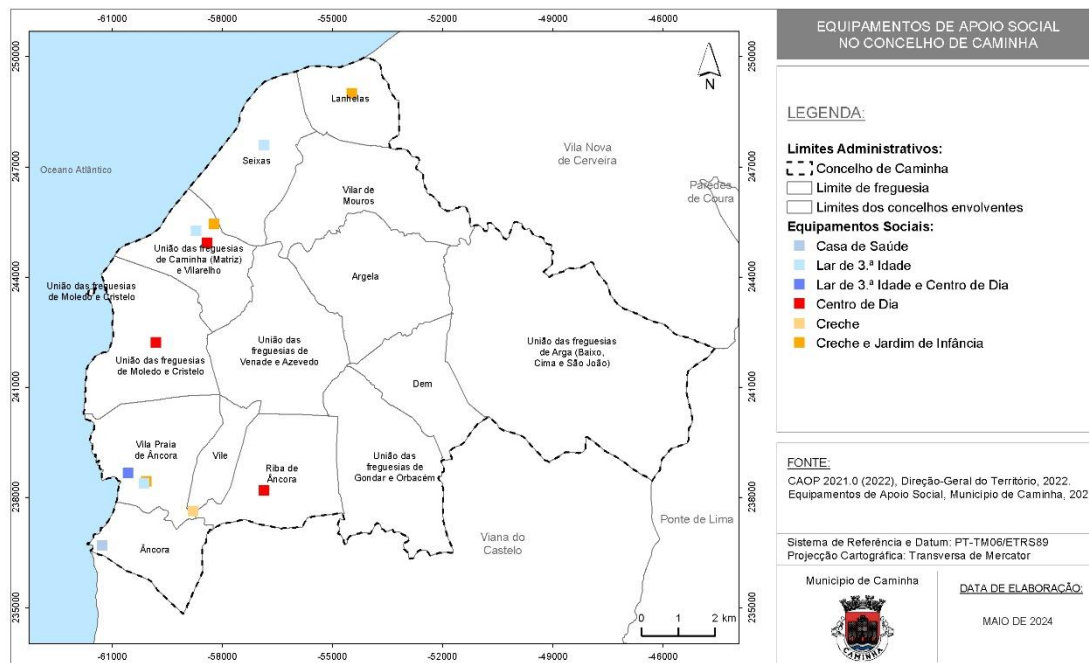 -61000
-58000
-55000
-52000
-49000
-46000
250000
247000
244000
241000
238000
235000
250000
247000
244000
241000
238000
235000
N
Lanhelas
Seixas
Oceano Atlântico
Vila Nova
de Cerveira
Paredes
de Coura
Vilar de
Mouros
União das freguesias
de Caminha (Matriz)
e Vilarelho
Argela
União das freguesias
de Moledo e Cristelo
União das
freguesias de
Venade e Azevedo
União das freguesias
de Arga (Baixo,
Cima e São João)
União das freguesias
de Moledo e Cristelo
Dem
Vila Praia
de Âncora
Vile
Riba de
Âncora
União das
freguesias de
Gondar e Orbacém
Âncora
Viana do
Castelo
Ponte de Lima
0 1 2 km
-61000
-58000
-55000
-52000
-49000
-46000
EQUIPAMENTOS DE APOIO SOCIAL
NO CONCELHO DE CAMINHA
LEGENDA:
Limites Administrativos:
Concelho de Caminha
Limite de freguesia
Limites dos concelhos envolventes
Equipamentos Sociais:
Casa de Saúde
Lar de 3.ª Idade
Lar de 3.ª Idade e Centro de Dia
Centro de Dia
Creche
Creche e Jardim de Infância
FONTE:
CAOP 2021.0 (2022), Direção-Geral do Território, 2022.
Equipamentos de Apoio Social, Município de Caminha, 202
Sistema de Referência e Datum: PT-TM06/ETRS89
Projecção Cartográfica: Transversa de Mercator
Municipio de Caminha
CAMINHA
DATA DE ELABORAÇÃO:
MAIO DE 2024